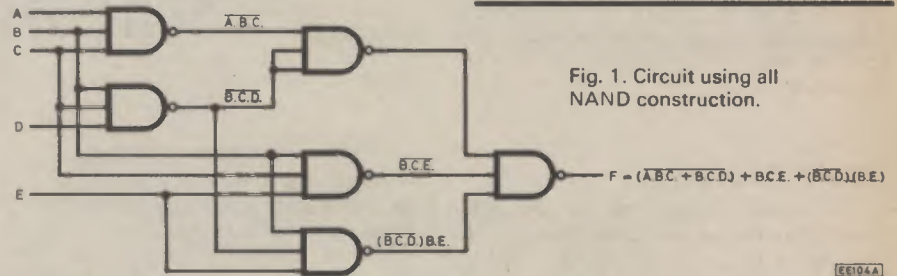 A
B
C
D
E
A.B.C.
B.C.D.
B.C.E.
(B.C.D.)B.E.
F = (A.B.C. + B.C.D.) + B.C.E. + (B.C.D.).(B.E.)
Fig. 1. Circuit using all
NAND construction.
EE104A